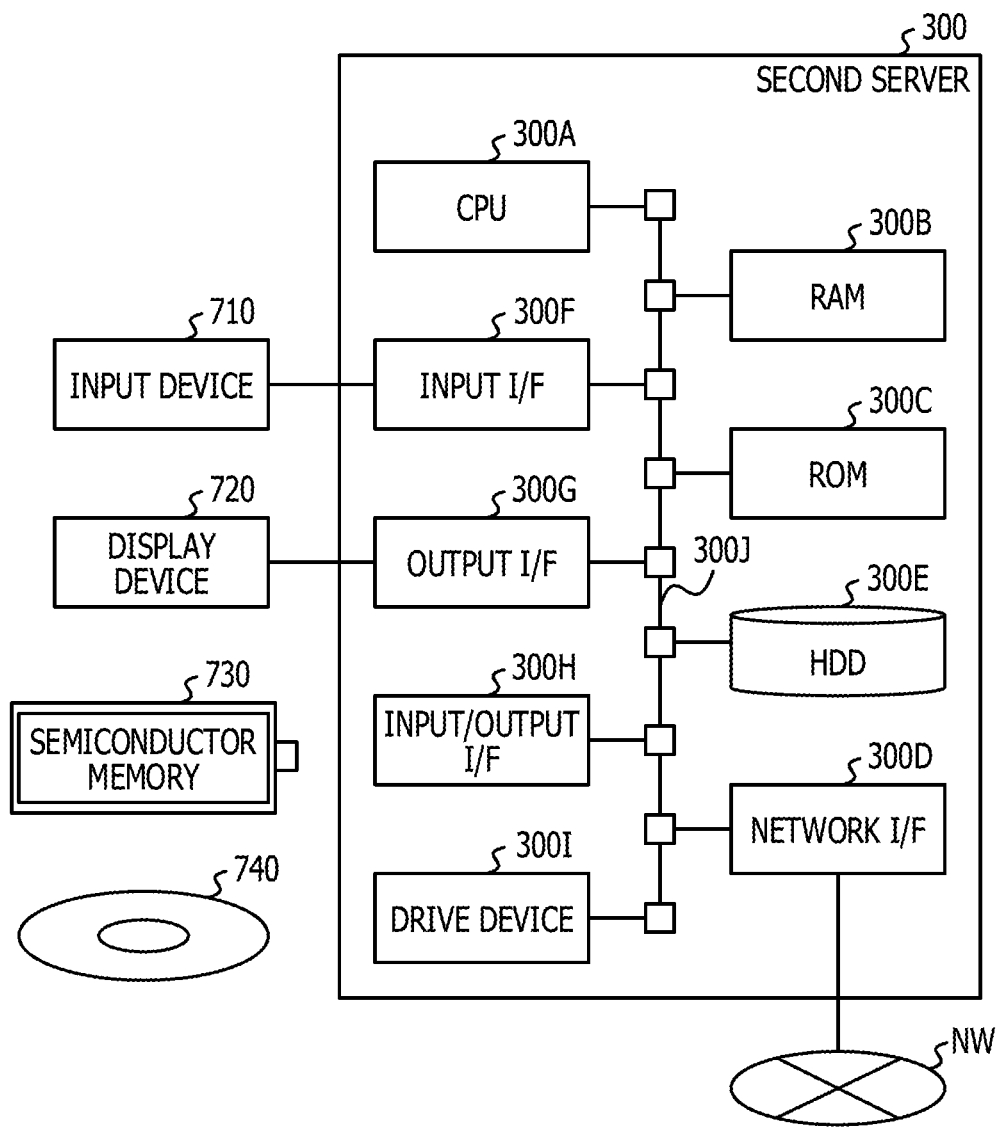 300
SECOND SERVER
300A
CPU
300B
RAM
710
INPUT DEVICE
300F
INPUT I/F
300C
ROM
720
DISPLAY
DEVICE
300G
OUTPUT I/F
300J
300E
HDD
730
SEMICONDUCTOR
MEMORY
300H
INPUT/OUTPUT
I/F
300D
NETWORK I/F
740
300I
DRIVE DEVICE
NW